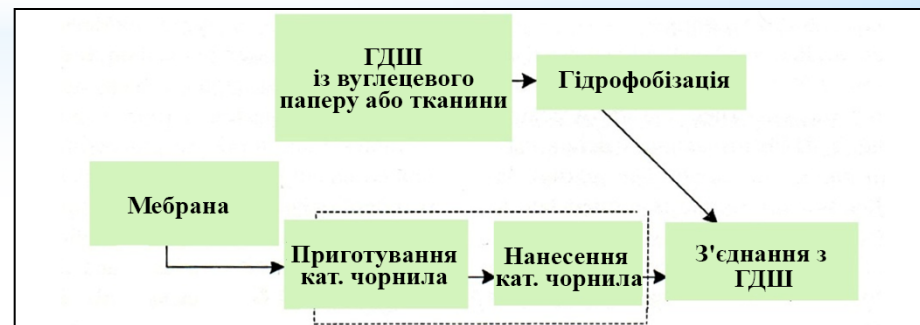 ГДШ
із вуглецевого
паперу або тканини
Гідрофобізація
Мебрана
Приготування
кат. чорнила
Нанесення
кат. чорнила
З'єднання з
ГДШ